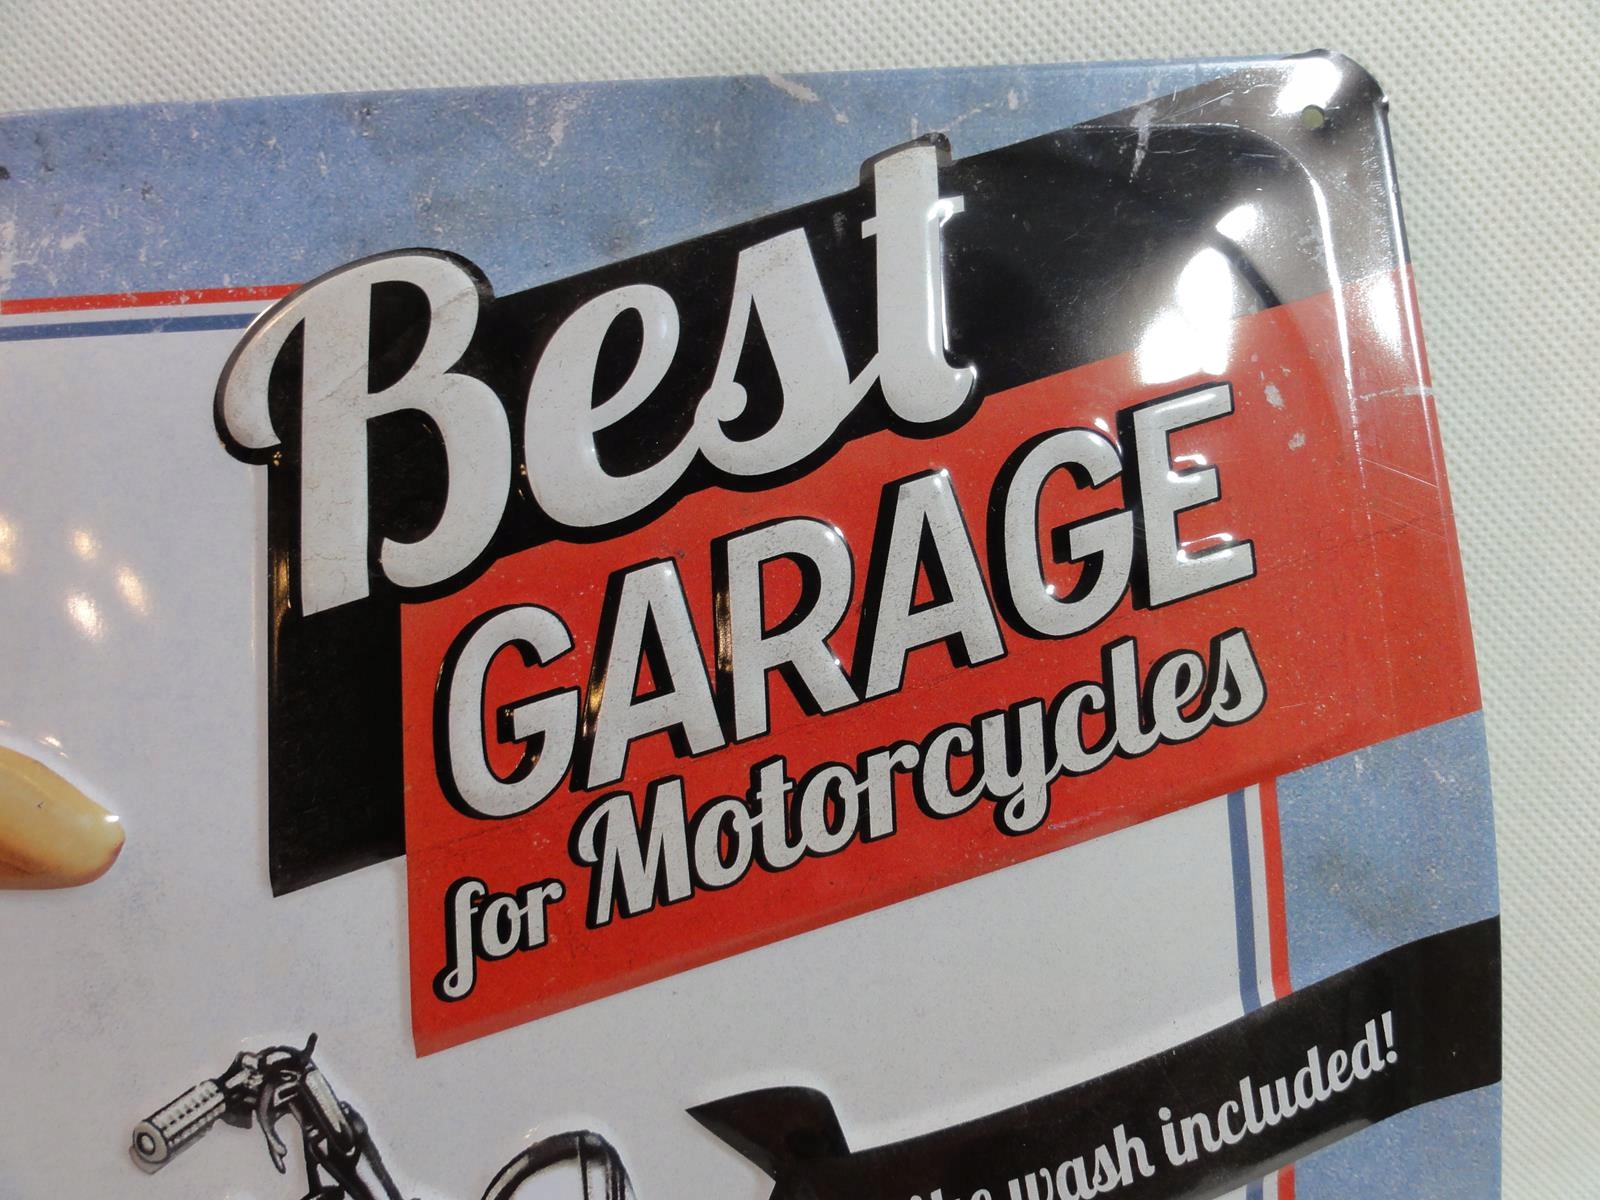 Best
GARAGE
for Motorcycles
wash included!